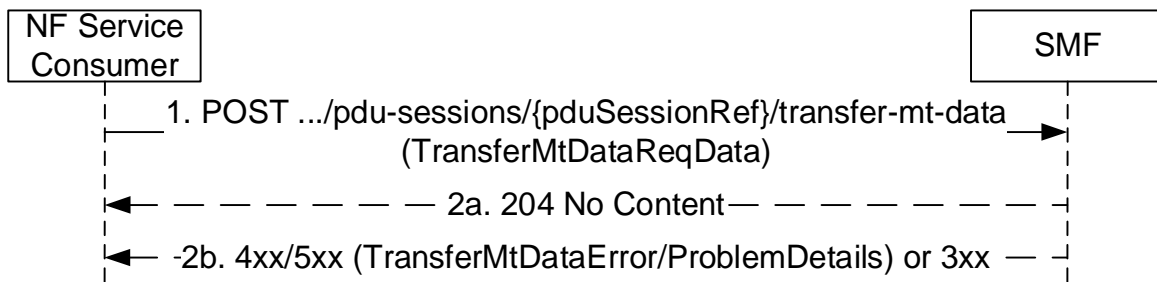 NF Service
Consumer
SMF
1. POST .../pdu-sessions/{pduSessionRef}/transfer-mt-data
(TransferMtDataReqData)
2a. 204 No Content
2b. 4xx/5xx (TransferMtDataError/ProblemDetails) or 3xx